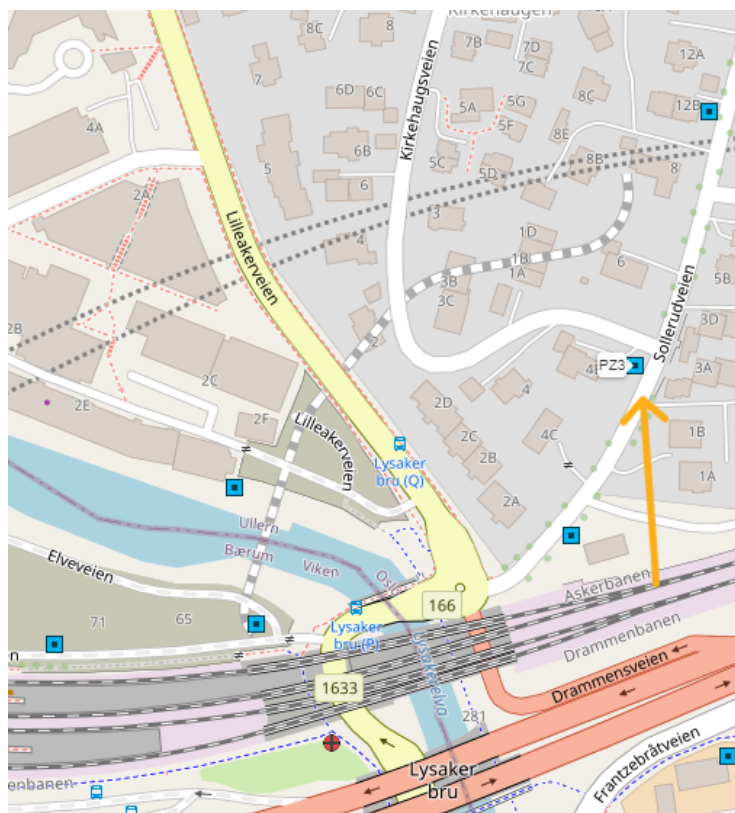 Kirkehaugen
8C
8
7B
7D
7C
12A
7
6D
6C
5A
5G
5F
8C
12B
4A
Kirkehaugsveien
5
6B
6
5C
5D
8E
8B
8
2A
3
4
1D
1B
1A
6
5B
Lilleakerveien
3B
3C
2B
2
3D
Sollerudveien
PZ3
4B
3A
2C
4
2E
2F
2D
2C
2B
2A
4C
1B
1A
Lilleakerveien
Lysaker
bru (Q)
Ullern
Bærum
Viken
Oslo
Elveveien
71
65
166
Askerbanen
Drammenbanen
Lysaker
bru (P)
Lysakerelva
1633
Drammensveien
281
Lysaker
bru
Frantzebråtveien
enbanen